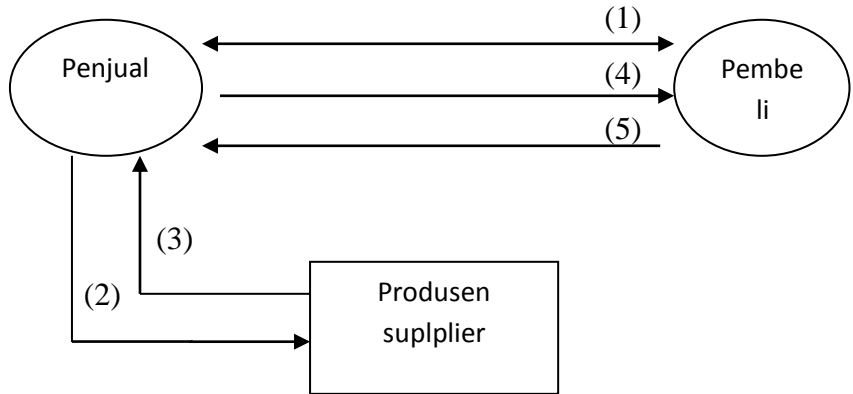 (1)
Penjual
(4)
Pembe
li
(5)
(3)
(2)
Produsen
suplplier